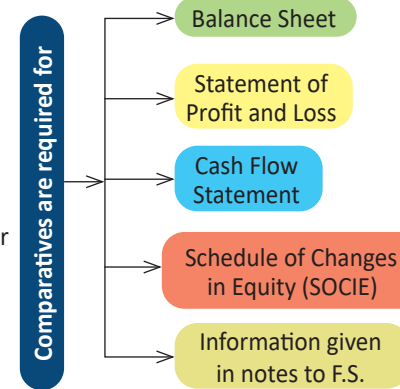 Comparatives are required for
Balance Sheet
Statement of
Profit and Loss
Cash Flow
Statement
r
Schedule of Changes
in Equity (SOCIE)
Information given
in notes to F.S.